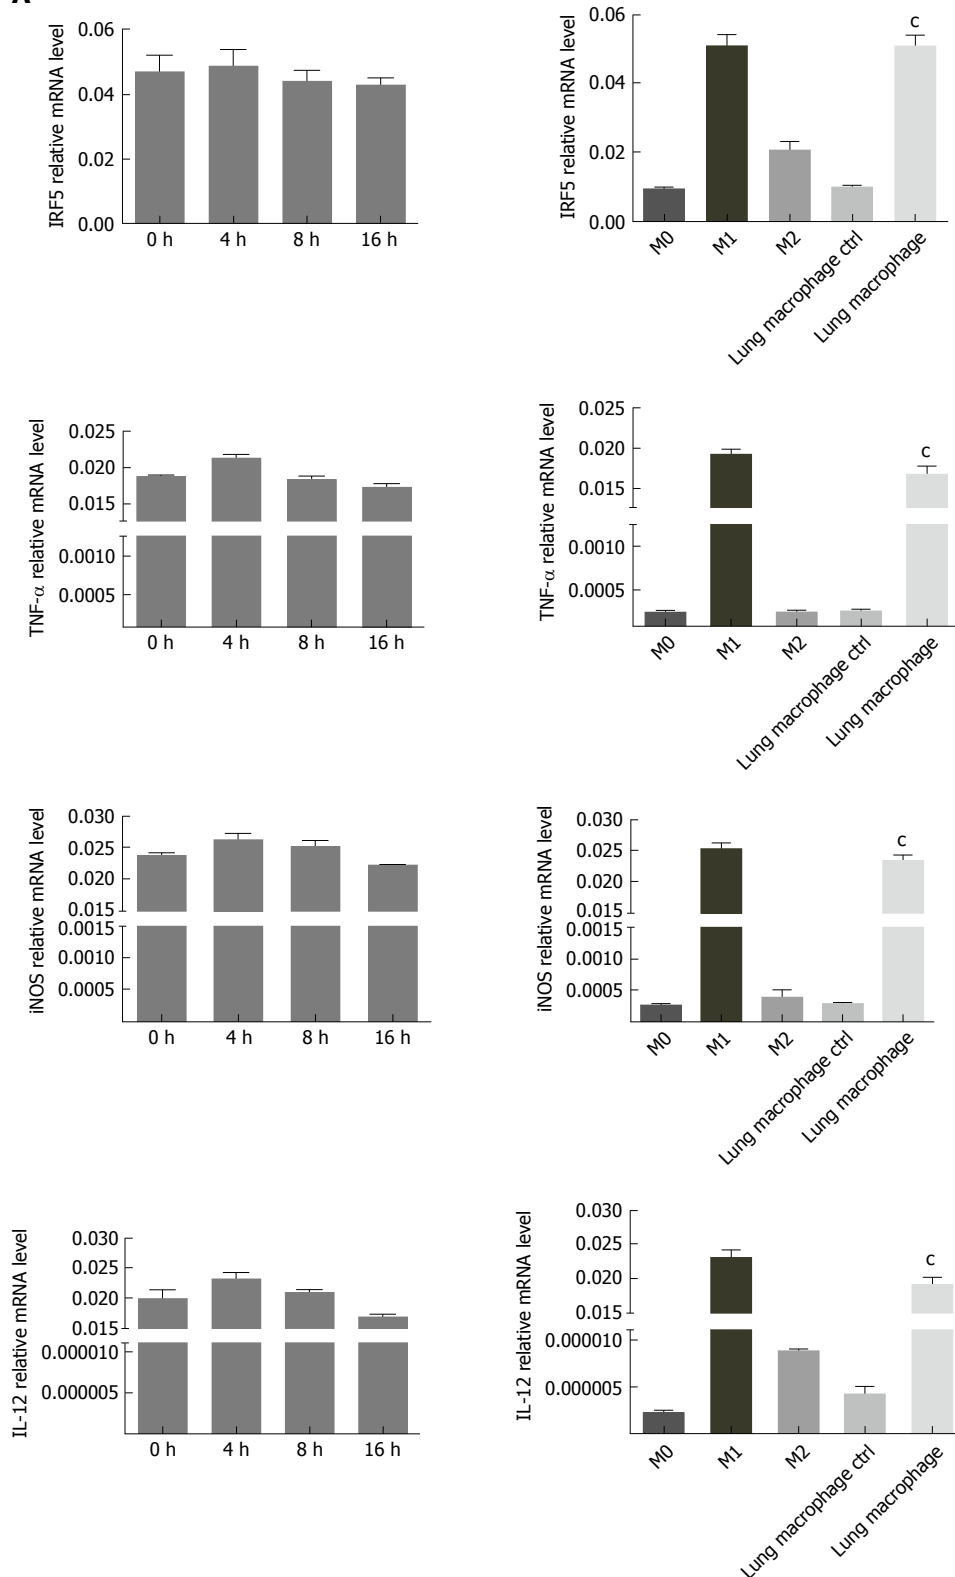 A
IRF5 relative mRNA level
0.06
0.04
0.02
0.00
0 h 4 h 8 h 16 h
IRF5 relative mRNA level
0.06
0.04
0.02
0.00
c
M0 M1 M2 Lung macrophage ctrl Lung macrophage
TNF-α relative mRNA level
0.025
0.020
0.015
0.0010
0.0005
0 h 4 h 8 h 16 h
TNF-α relative mRNA level
0.025
0.020
0.015
0.0010
0.0005
c
M0 M1 M2 Lung macrophage ctrl Lung macrophage
iNOS relative mRNA level
0.030
0.025
0.020
0.015
0.0015
0.0010
0.0005
0 h 4 h 8 h 16 h
iNOS relative mRNA level
0.030
0.025
0.020
0.015
0.0015
0.0010
0.0005
c
M0 M1 M2 Lung macrophage ctrl Lung macrophage
IL-12 relative mRNA level
0.030
0.025
0.020
0.015
0.000010
0.000005
0 h 4 h 8 h 16 h
IL-12 relative mRNA level
0.030
0.025
0.020
0.015
0.000010
0.000005
c
M0 M1 M2 Lung macrophage ctrl Lung macrophage